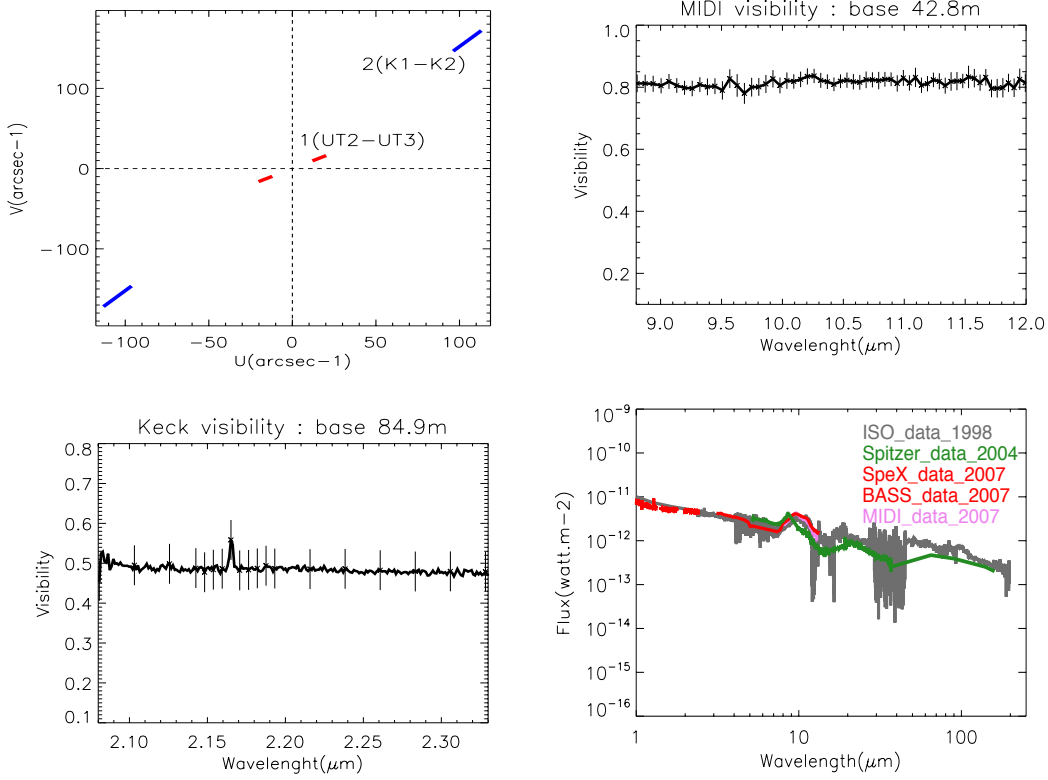 2(K1−K2)
1(UT2−UT3)
100
0
−100
V(arcsec−1)
−100 −50 0 50 100
U(arcsec−1)
MIDI visibility : base 42.8m
1.0
0.8
0.6
0.4
0.2
Visibility
9.0 9.5 10.0 10.5 11.0 11.5 12.0
Wavelenght(μm)
Keck visibility : base 84.9m
0.8
0.7
0.6
0.5
0.4
0.3
0.2
0.1
Visibility
2.10 2.15 2.20 2.25 2.30
Wavelenght(μm)
ISO_data_1998
Spitzer_data_2004
SpeX_data_2007
BASS_data_2007
MIDI_data_2007
10−9
10−10
10−11
10−12
10−13
10−14
10−15
10−16
Flux(watt.m−2)
1 10 100
Wavelength(μm)